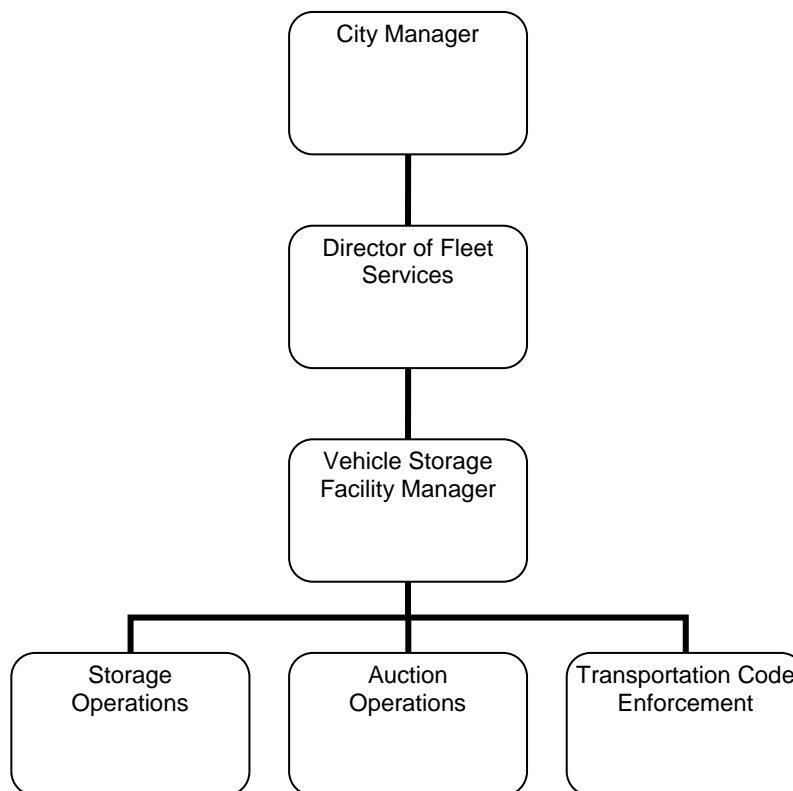 City Manager
Director of Fleet
Services
Vehicle Storage
Facility Manager
Storage
Operations
Auction
Operations
Transportation Code
Enforcement